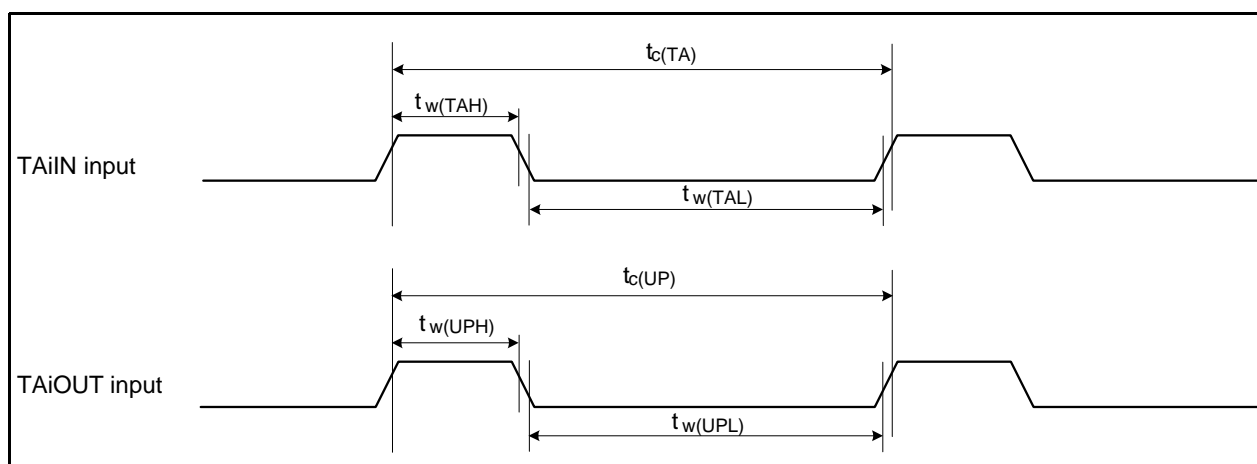 tc(TA)
tw(TAH)
TAiIN input
tw(TAL)
tc(UP)
tw(UPH)
TAiOUT input
tw(UPL)